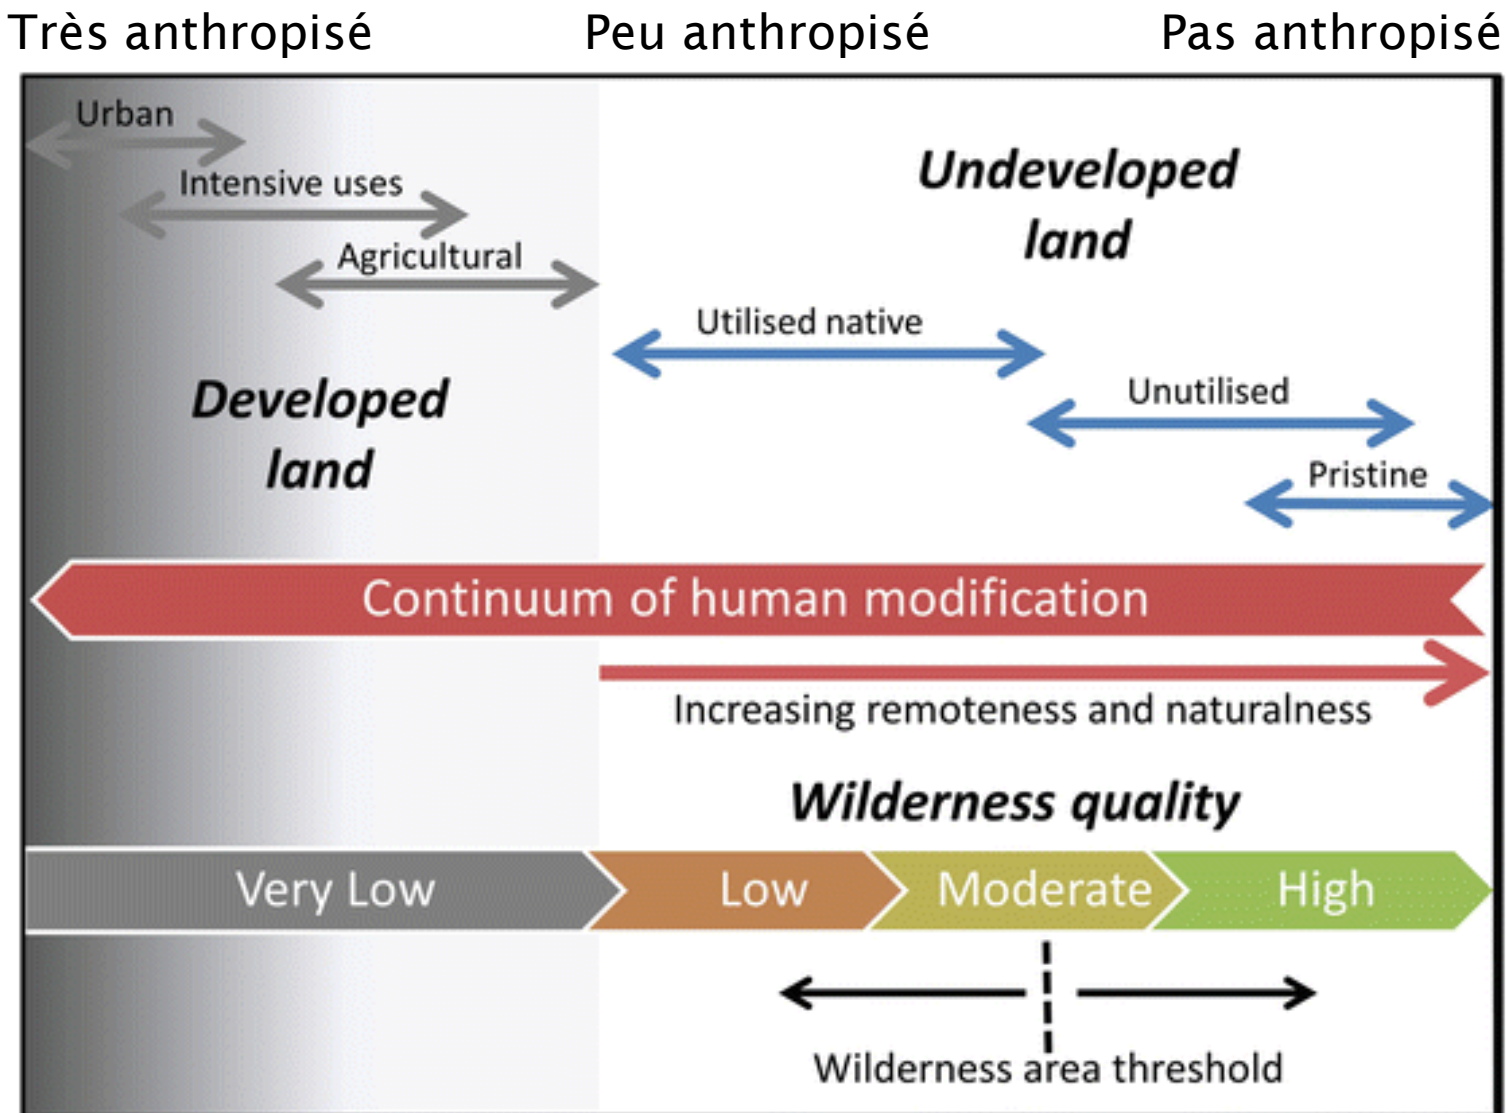 Très anthropisé
Peu anthropisé
Pas anthropisé
Urban
Intensive uses
Agricultural
Undeveloped
land
Utilised native
Unutilised
Pristine
Developed
land
Continuum of human modification
Increasing remoteness and naturalness
Wilderness quality
Very Low
Low
Moderate
High
Wilderness area threshold